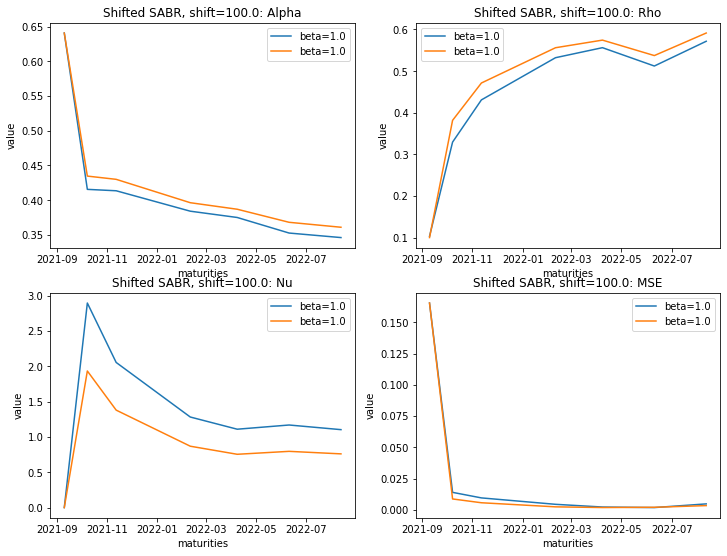 Shifted SABR, shift=100.0: Alpha
0.65
0.60
0.55
0.50
0.45
0.40
0.35
value
beta=1.0
beta=1.0
2021-09 2021-11 2022-01 2022-03 2022-05 2022-07
maturities
Shifted SABR, shift=100.0: Rho
0.6
0.5
0.4
0.3
0.2
0.1
value
beta=1.0
beta=1.0
2021-09 2021-11 2022-01 2022-03 2022-05 2022-07
maturities
Shifted SABR, shift=100.0: Nu
3.0
2.5
2.0
1.5
1.0
0.5
0.0
value
beta=1.0
beta=1.0
2021-09 2021-11 2022-01 2022-03 2022-05 2022-07
maturities
Shifted SABR, shift=100.0: MSE
0.150
0.125
0.100
0.075
0.050
0.025
0.000
value
beta=1.0
beta=1.0
2021-09 2021-11 2022-01 2022-03 2022-05 2022-07
maturities